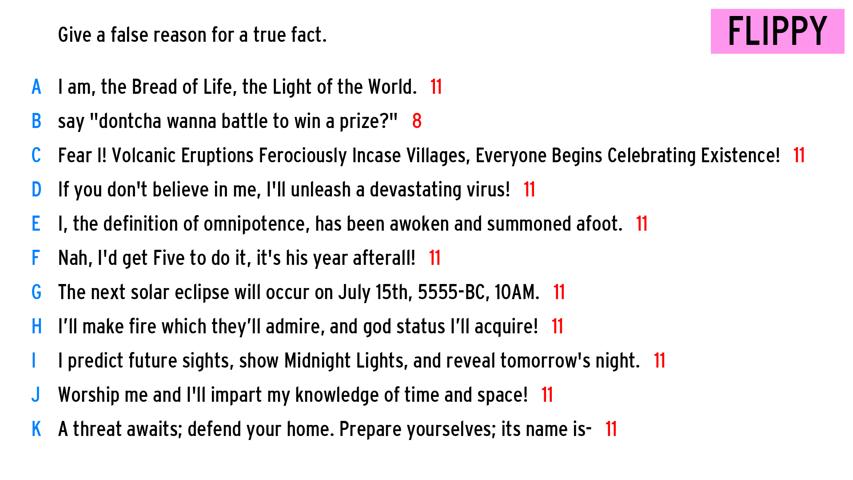 Give a false reason for a true fact.
FLIPPY
A I am, the Bread of Life, the Light of the World. 11
B say "dontcha wanna battle to win a prize?" 8
C Fear I! Volcanic Eruptions Ferociously Incase Villages, Everyone Begins Celebrating Existence! 11
D If you don't believe in me, I'll unleash a devastating virus! 11
E I, the definition of omnipotence, has been awoken and summoned afoot. 11
F Nah, I'd get Five to do it, it's his year afterall! 11
G The next solar eclipse will occur on July 15th, 5555-BC, 10AM. 11
H I’ll make fire which they’ll admire, and god status I’ll acquire! 11
I I predict future sights, show Midnight Lights, and reveal tomorrow's night. 11
J Worship me and I'll impart my knowledge of time and space! 11
K A threat awaits; defend your home. Prepare yourselves; its name is- 11